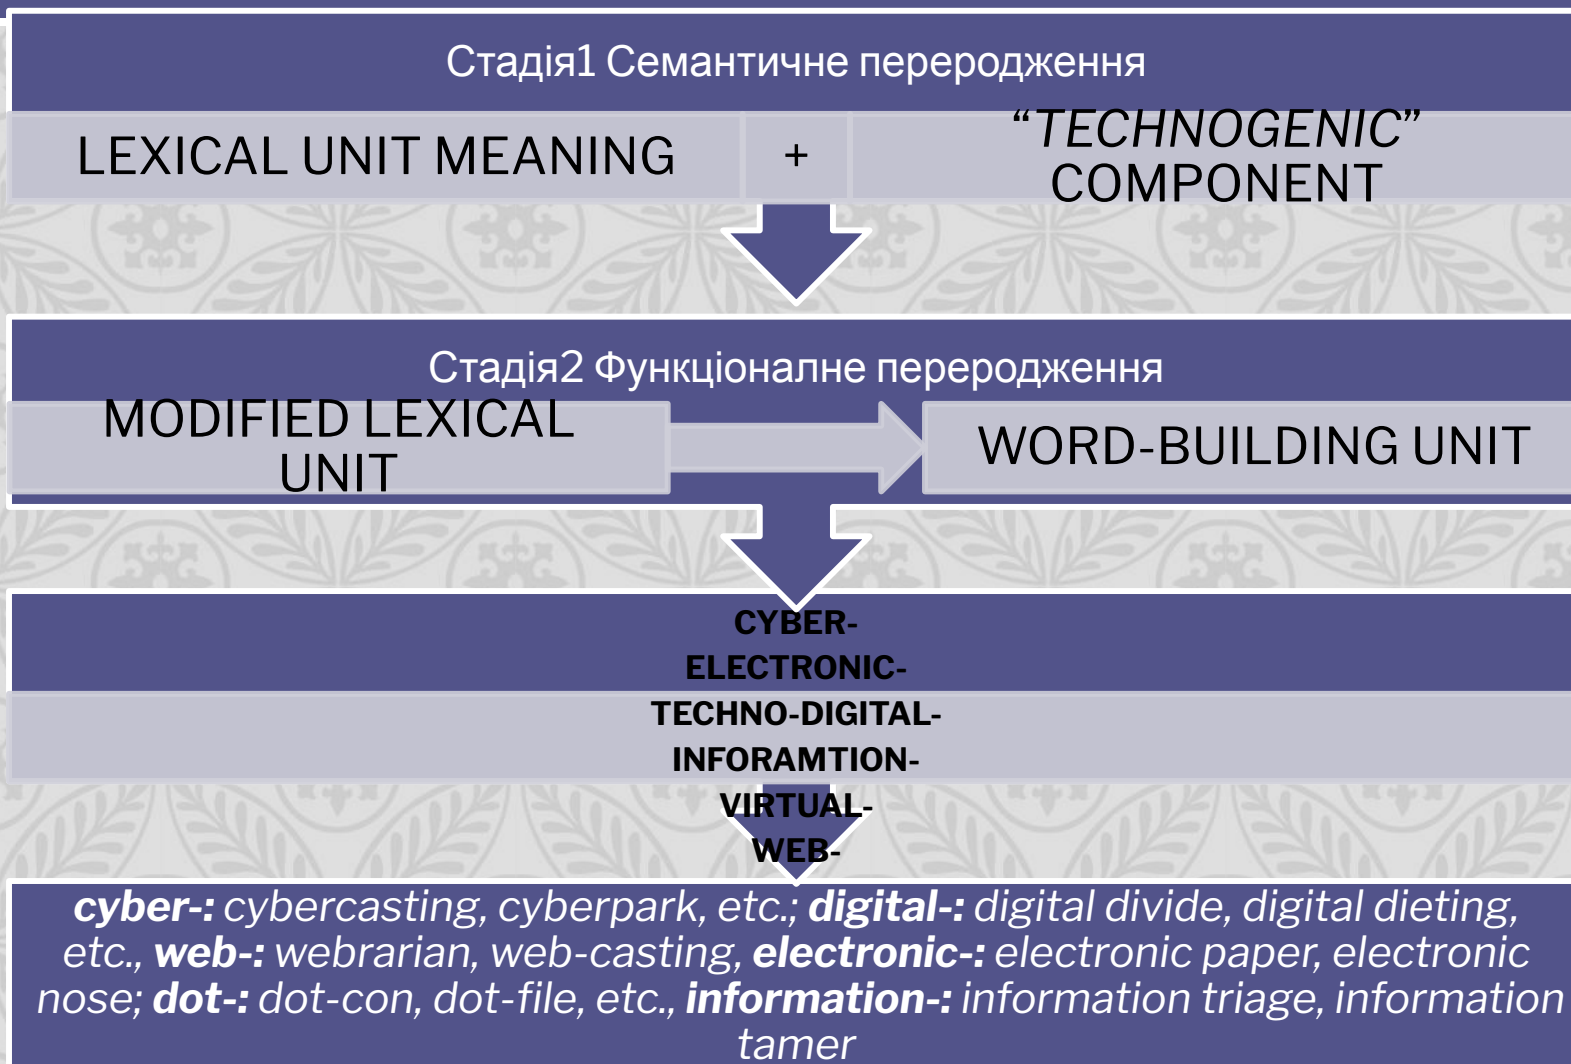 Стадія1 Семантичне переродження
LEXICAL UNIT MEANING
+
“TECHNOGENIC”
COMPONENT
Стадія2 Функціоналне переродження
MODIFIED LEXICAL
UNIT
WORD-BUILDING UNIT
CYBER-
ELECTRONIC-
TECHNO-DIGITAL-
INFORAMTION-
VIRTUAL-
WEB-
cyber-: cybercasting, cyberpark, etc.; digital-: digital divide, digital dieting,
etc., web-: webrarian, web-casting, electronic-: electronic paper, electronic
nose; dot-: dot-con, dot-file, etc., information-: information triage, information
tamer